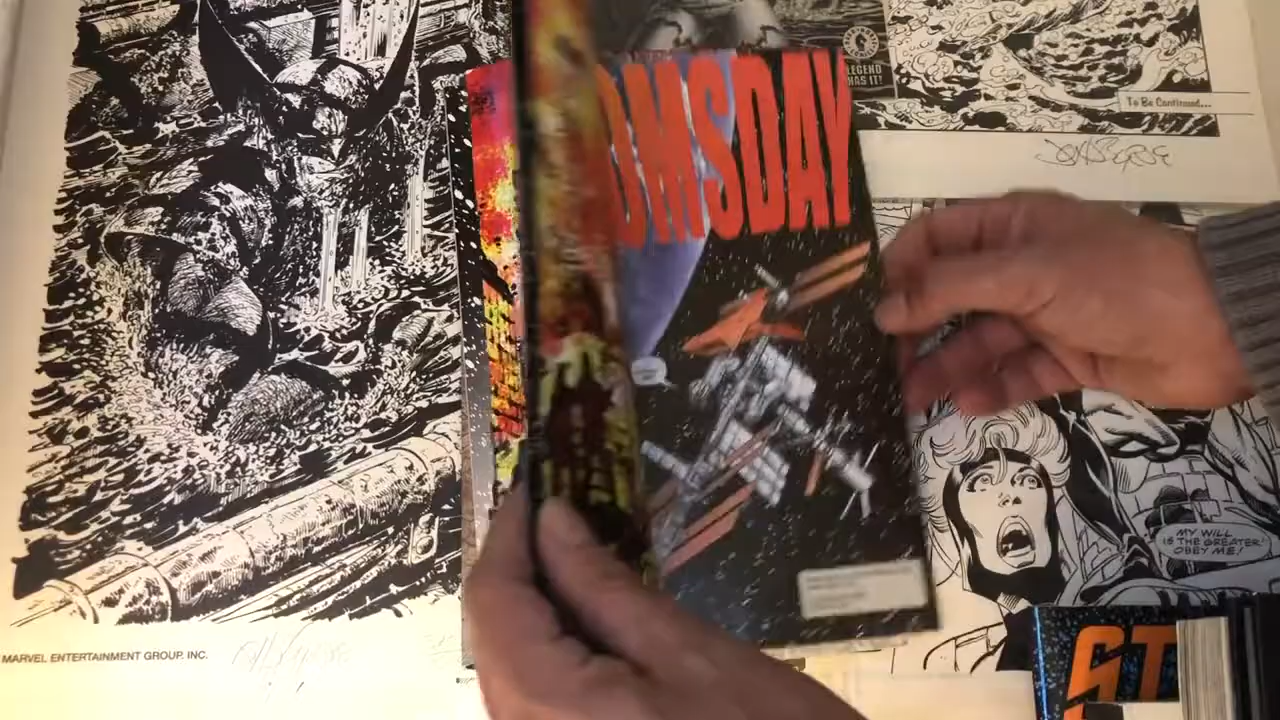 OMSDAY
LEGEND
HAS IT!
To Be Continued...
MY WILL
IS THE GREATER!
OBEY ME!
MARVEL ENTERTAINMENT GROUP, INC.
ST